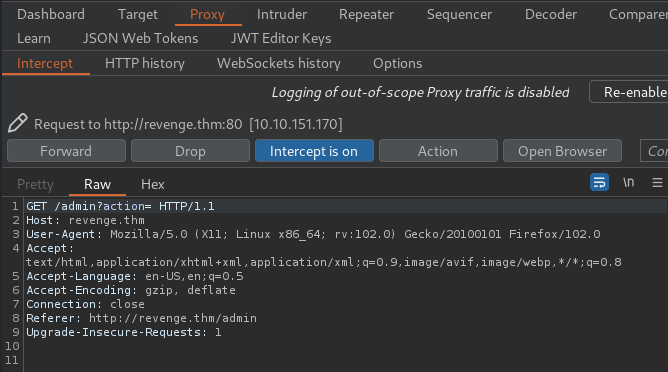 Dashboard Target Proxy Intruder Repeater Sequencer Decoder Comparer
Learn JSON Web Tokens JWT Editor Keys
Intercept HTTP history WebSockets history Options
Logging of out-of-scope Proxy traffic is disabled Re-enable
Request to http://revenge.thm:80 [10.10.151.170]
Forward Drop Intercept is on Action Open Browser Con
Pretty Raw Hex \n
1 GET /admin?action= HTTP/1.1
2 Host: revenge.thm
3 User-Agent: Mozilla/5.0 (X11; Linux x86_64; rv:102.0) Gecko/20100101 Firefox/102.0
4 Accept:
text/html,application/xhtml+xml,application/xml;q=0.9,image/avif,image/webp,*/*;q=0.8
5 Accept-Language: en-US,en;q=0.5
6 Accept-Encoding: gzip, deflate
7 Connection: close
8 Referer: http://revenge.thm/admin
9 Upgrade-Insecure-Requests: 1
10
11